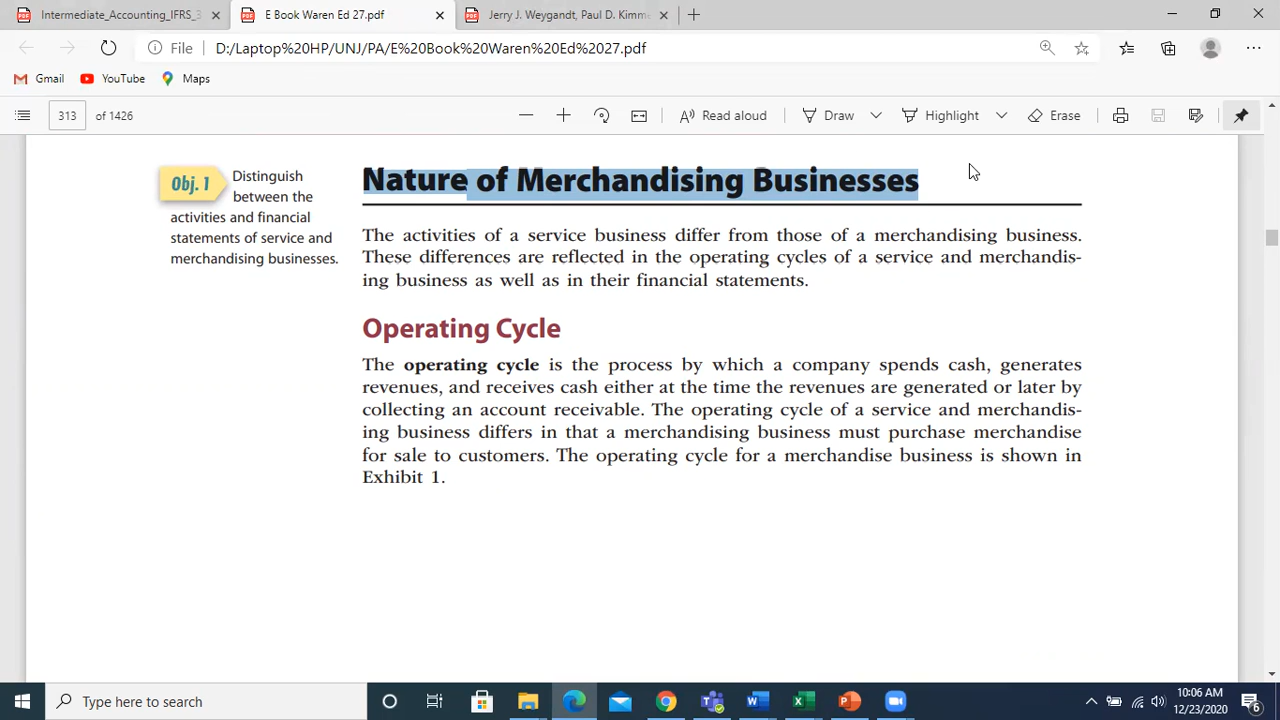 Intermediate_Accounting_IFRS_3
E Book Waren Ed 27.pdf
Jerry J. Weygandt, Paul D. Kimme
File
D:/Laptop%20HP/UNJ/PA/E%20Book%20Waren%20Ed%2027.pdf
Gmail
YouTube
Maps
313 of 1426
Read aloud
Draw
Highlight
Erase
Obj. 1 Distinguish
between the
activities and financial
statements of service and
merchandising businesses.
Nature of Merchandising Businesses
The activities of a service business differ from those of a merchandising business.
These differences are reflected in the operating cycles of a service and merchandis-
ing business as well as in their financial statements.
Operating Cycle
The operating cycle is the process by which a company spends cash, generates
revenues, and receives cash either at the time the revenues are generated or later by
collecting an account receivable. The operating cycle of a service and merchandis-
ing business differs in that a merchandising business must purchase merchandise
for sale to customers. The operating cycle for a merchandise business is shown in
Exhibit 1.
Type here to search
10:06 AM
12/23/2020
6